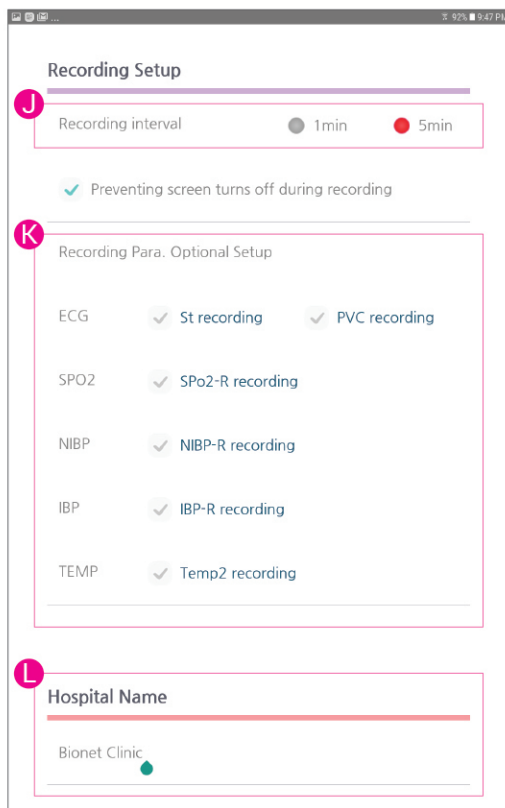 ... 92% 9:47 PM
Recording Setup
J
Recording interval 1min 5min
Preventing screen turns off during recording
K
Recording Para. Optional Setup
ECG St recording PVC recording
SPO2 SPo2-R recording
NIBP NIBP-R recording
IBP IBP-R recording
TEMP Temp2 recording
L
Hospital Name
Bionet Clinic